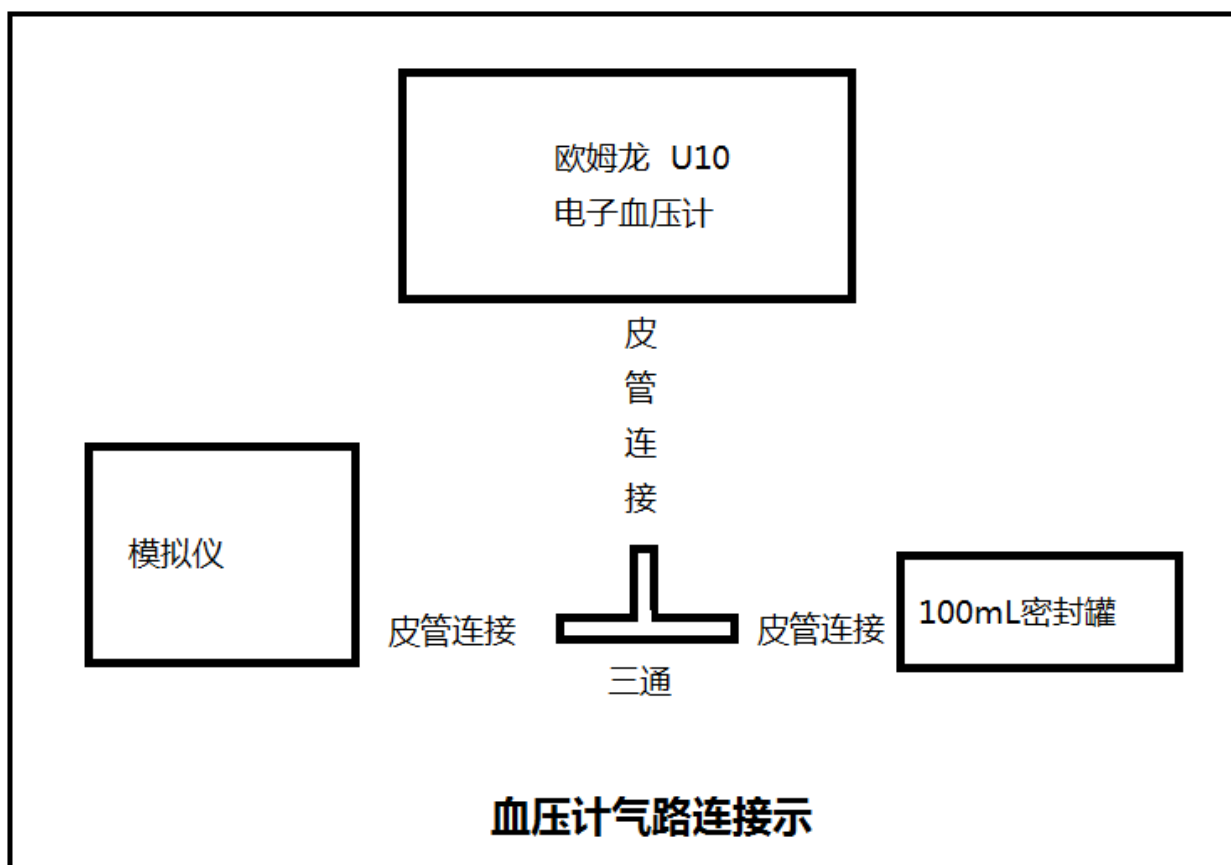 欧姆龙 U10
电子血压计
皮
管
连
接
模拟仪
皮管连接
三通
皮管连接
100mL密封罐
血压计气路连接示